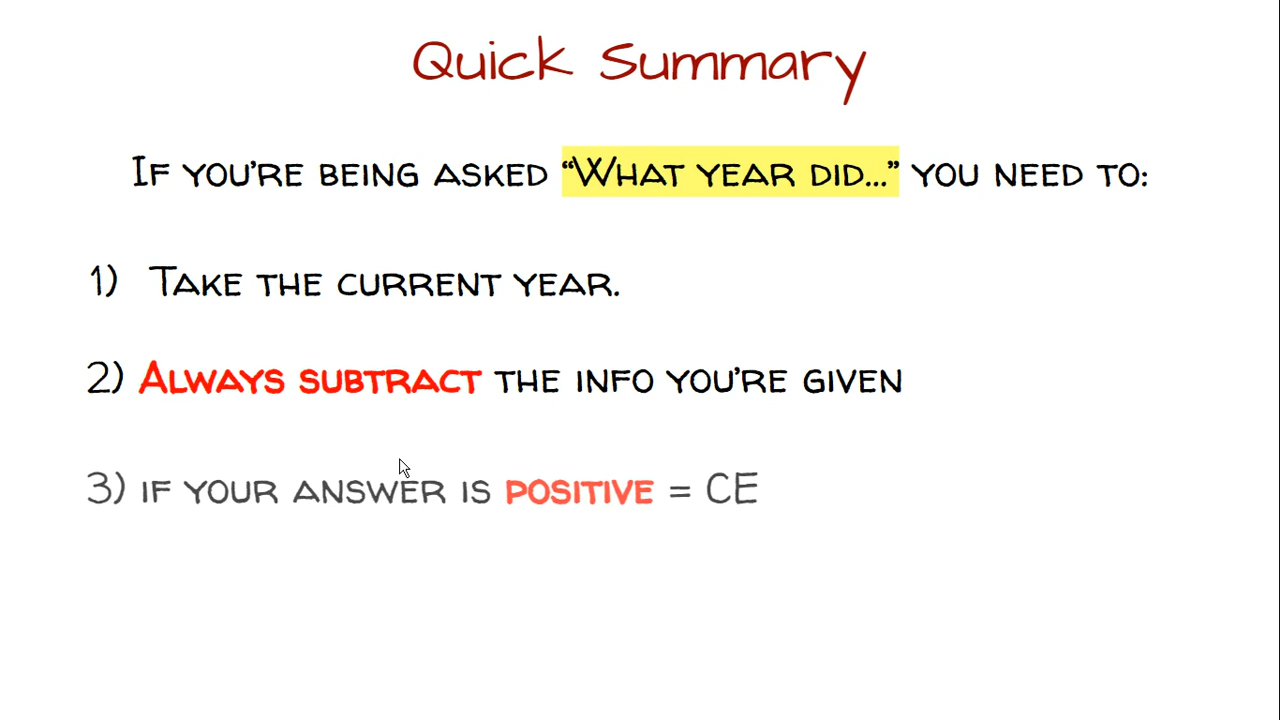 Quick Summary
If you're being asked “What year did...” you need to:
1) Take the current year.
2) Always subtract the info you're given
3) if your answer is positive = CE